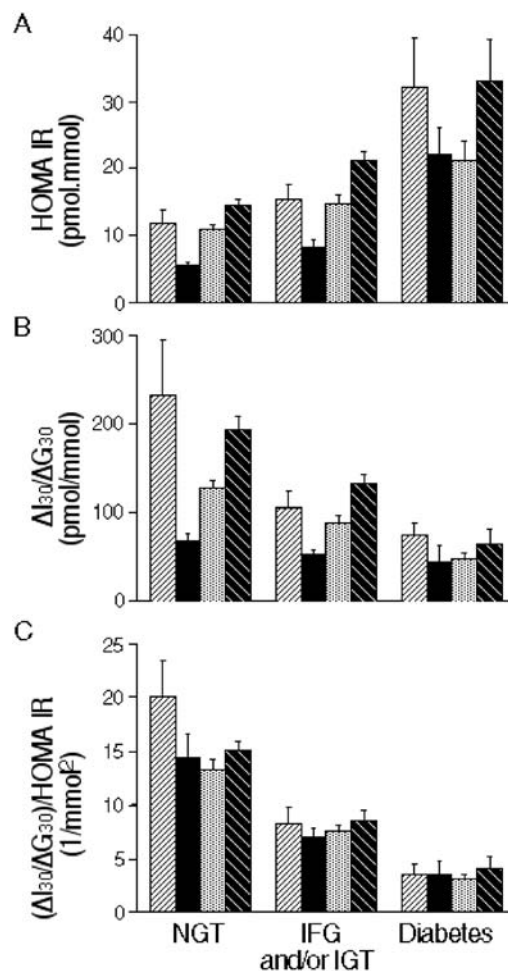 A
HOMA IR
(pmol.mmol)
40
30
20
10
0
B
ΔI30/ΔG30
(pmol/mmol)
300
200
100
0
C
(ΔI30/ΔG30)/HOMA IR
(1/mmol²)
25
20
15
10
5
0
NGT IFG Diabetes
and/or IGT